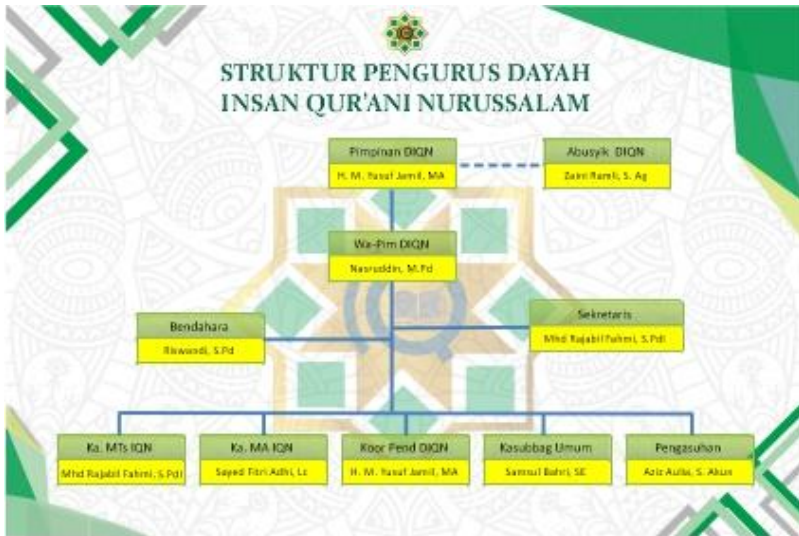 STRUKTUR PENGURUS DAYAH
INSAN QUR'ANI NURUSSALAM
Pimpinan DIQN
H. M. Yusuf Jamil, MA
Abusyik DIQN
Zaini Ramli, S. Ag
Wa-Pim DIQN
Nasruddin, M.Pd
Sekretaris
Mhd Rajabil Fahmi, S.PdI
Bendahara
Riswandi, S.Pd
Ka. MTs IQN
Mhd Rajabil Fahmi, S.PdI
Ka. MA IQN
Sayed Fitri Adhi, Lc
Koor Pend DIQN
H. M. Yusuf Jamil, MA
Kasubbag Umum
Samsul Bahri, SE
Pengasuhan
Aziz Aulia, S. Akun